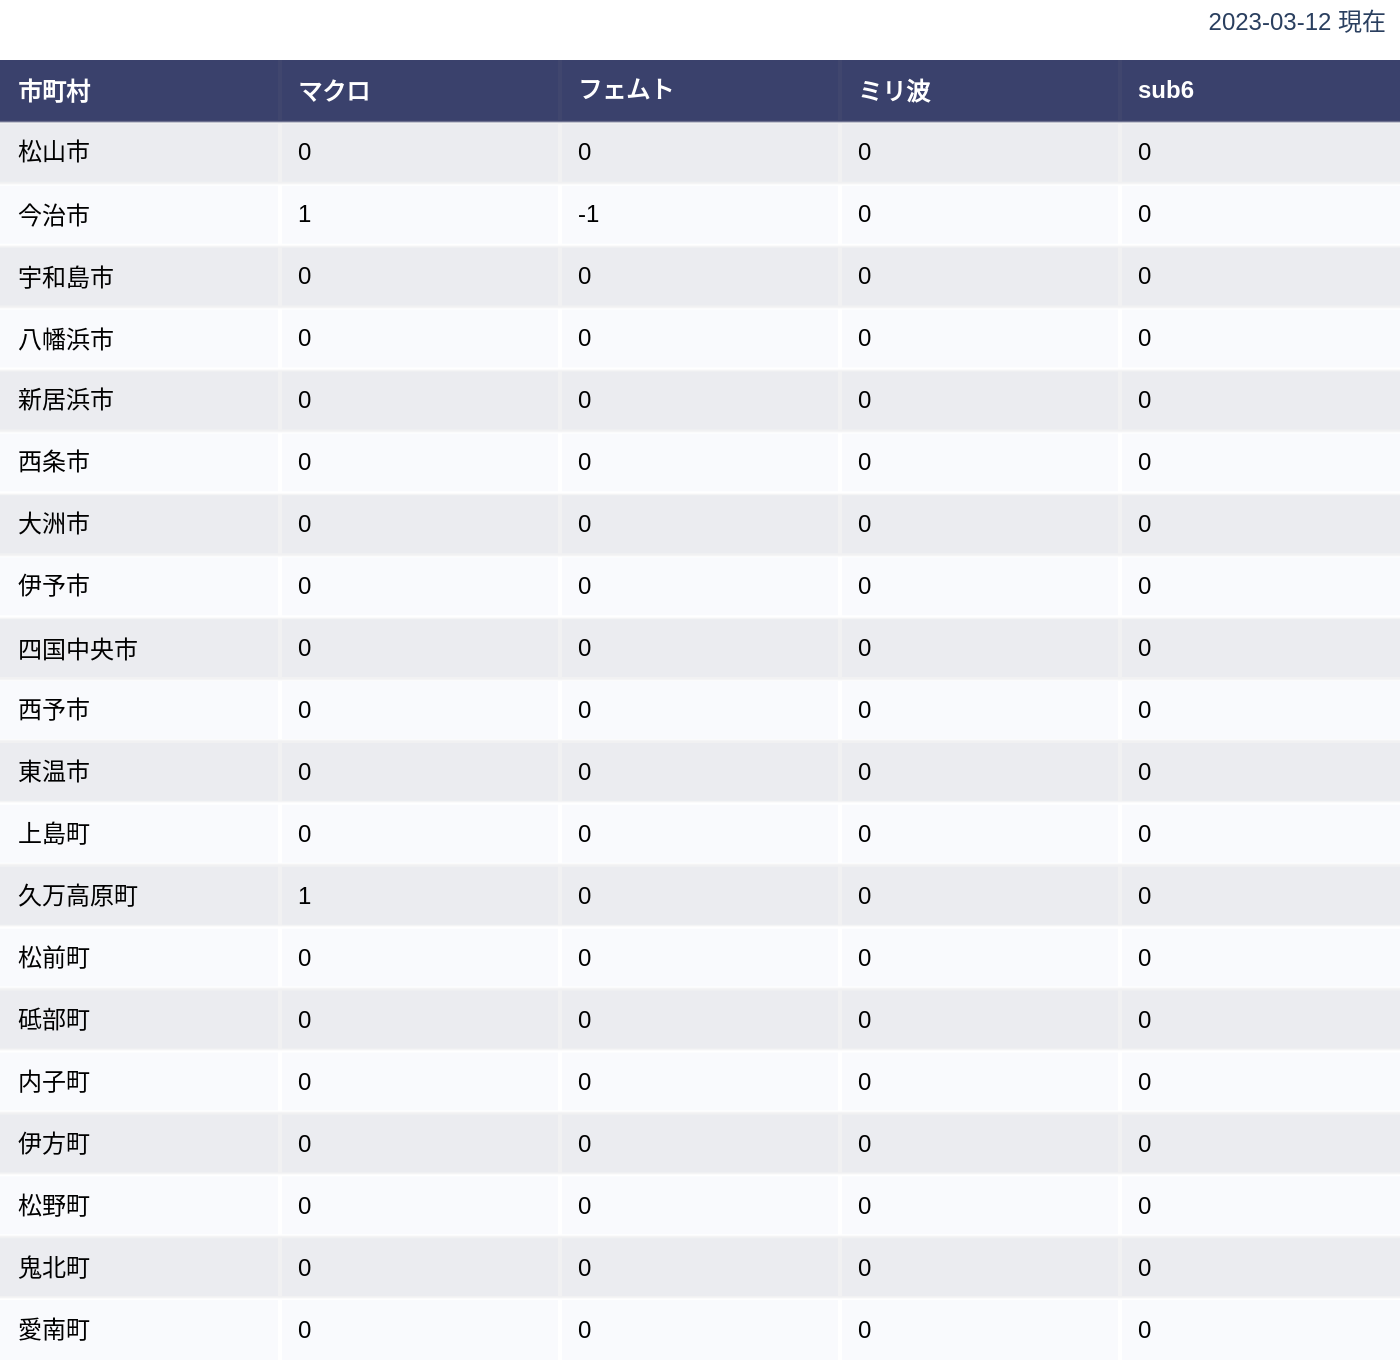 2023-03-12 現在
市町村 マクロ フェムト ミリ波 sub6
松山市 0 0 0 0
今治市 1 -1 0 0
宇和島市 0 0 0 0
八幡浜市 0 0 0 0
新居浜市 0 0 0 0
西条市 0 0 0 0
大洲市 0 0 0 0
伊予市 0 0 0 0
四国中央市 0 0 0 0
西予市 0 0 0 0
東温市 0 0 0 0
上島町 0 0 0 0
久万高原町 1 0 0 0
松前町 0 0 0 0
砥部町 0 0 0 0
内子町 0 0 0 0
伊方町 0 0 0 0
松野町 0 0 0 0
鬼北町 0 0 0 0
愛南町 0 0 0 0